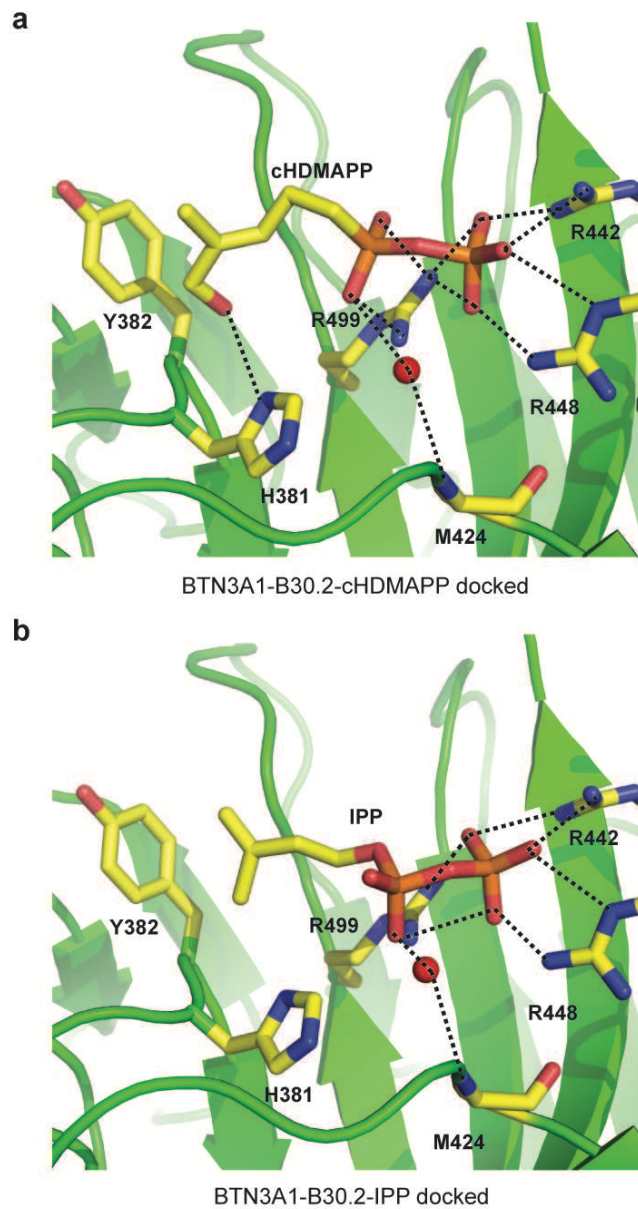 a
cHDMAPP
R442
Y382
R499
R448
H381
M424
BTN3A1-B30.2-cHDMAPP docked
b
IPP
R442
Y382
R499
R448
H381
M424
BTN3A1-B30.2-IPP docked